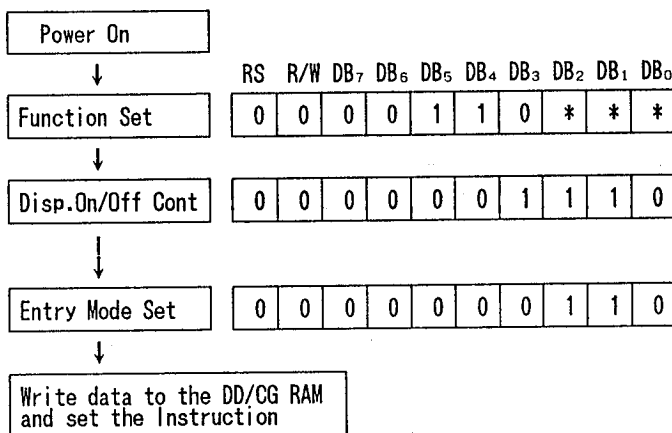 Power On
RS R/W DB₇ DB₆ DB₅ DB₄ DB₃ DB₂ DB₁ DB₀
Function Set 0 0 0 0 1 1 0 * * *
Disp.On/Off Cont 0 0 0 0 0 0 1 1 1 0
Entry Mode Set 0 0 0 0 0 0 0 1 1 0
Write data to the DD/CG RAM
and set the Instruction